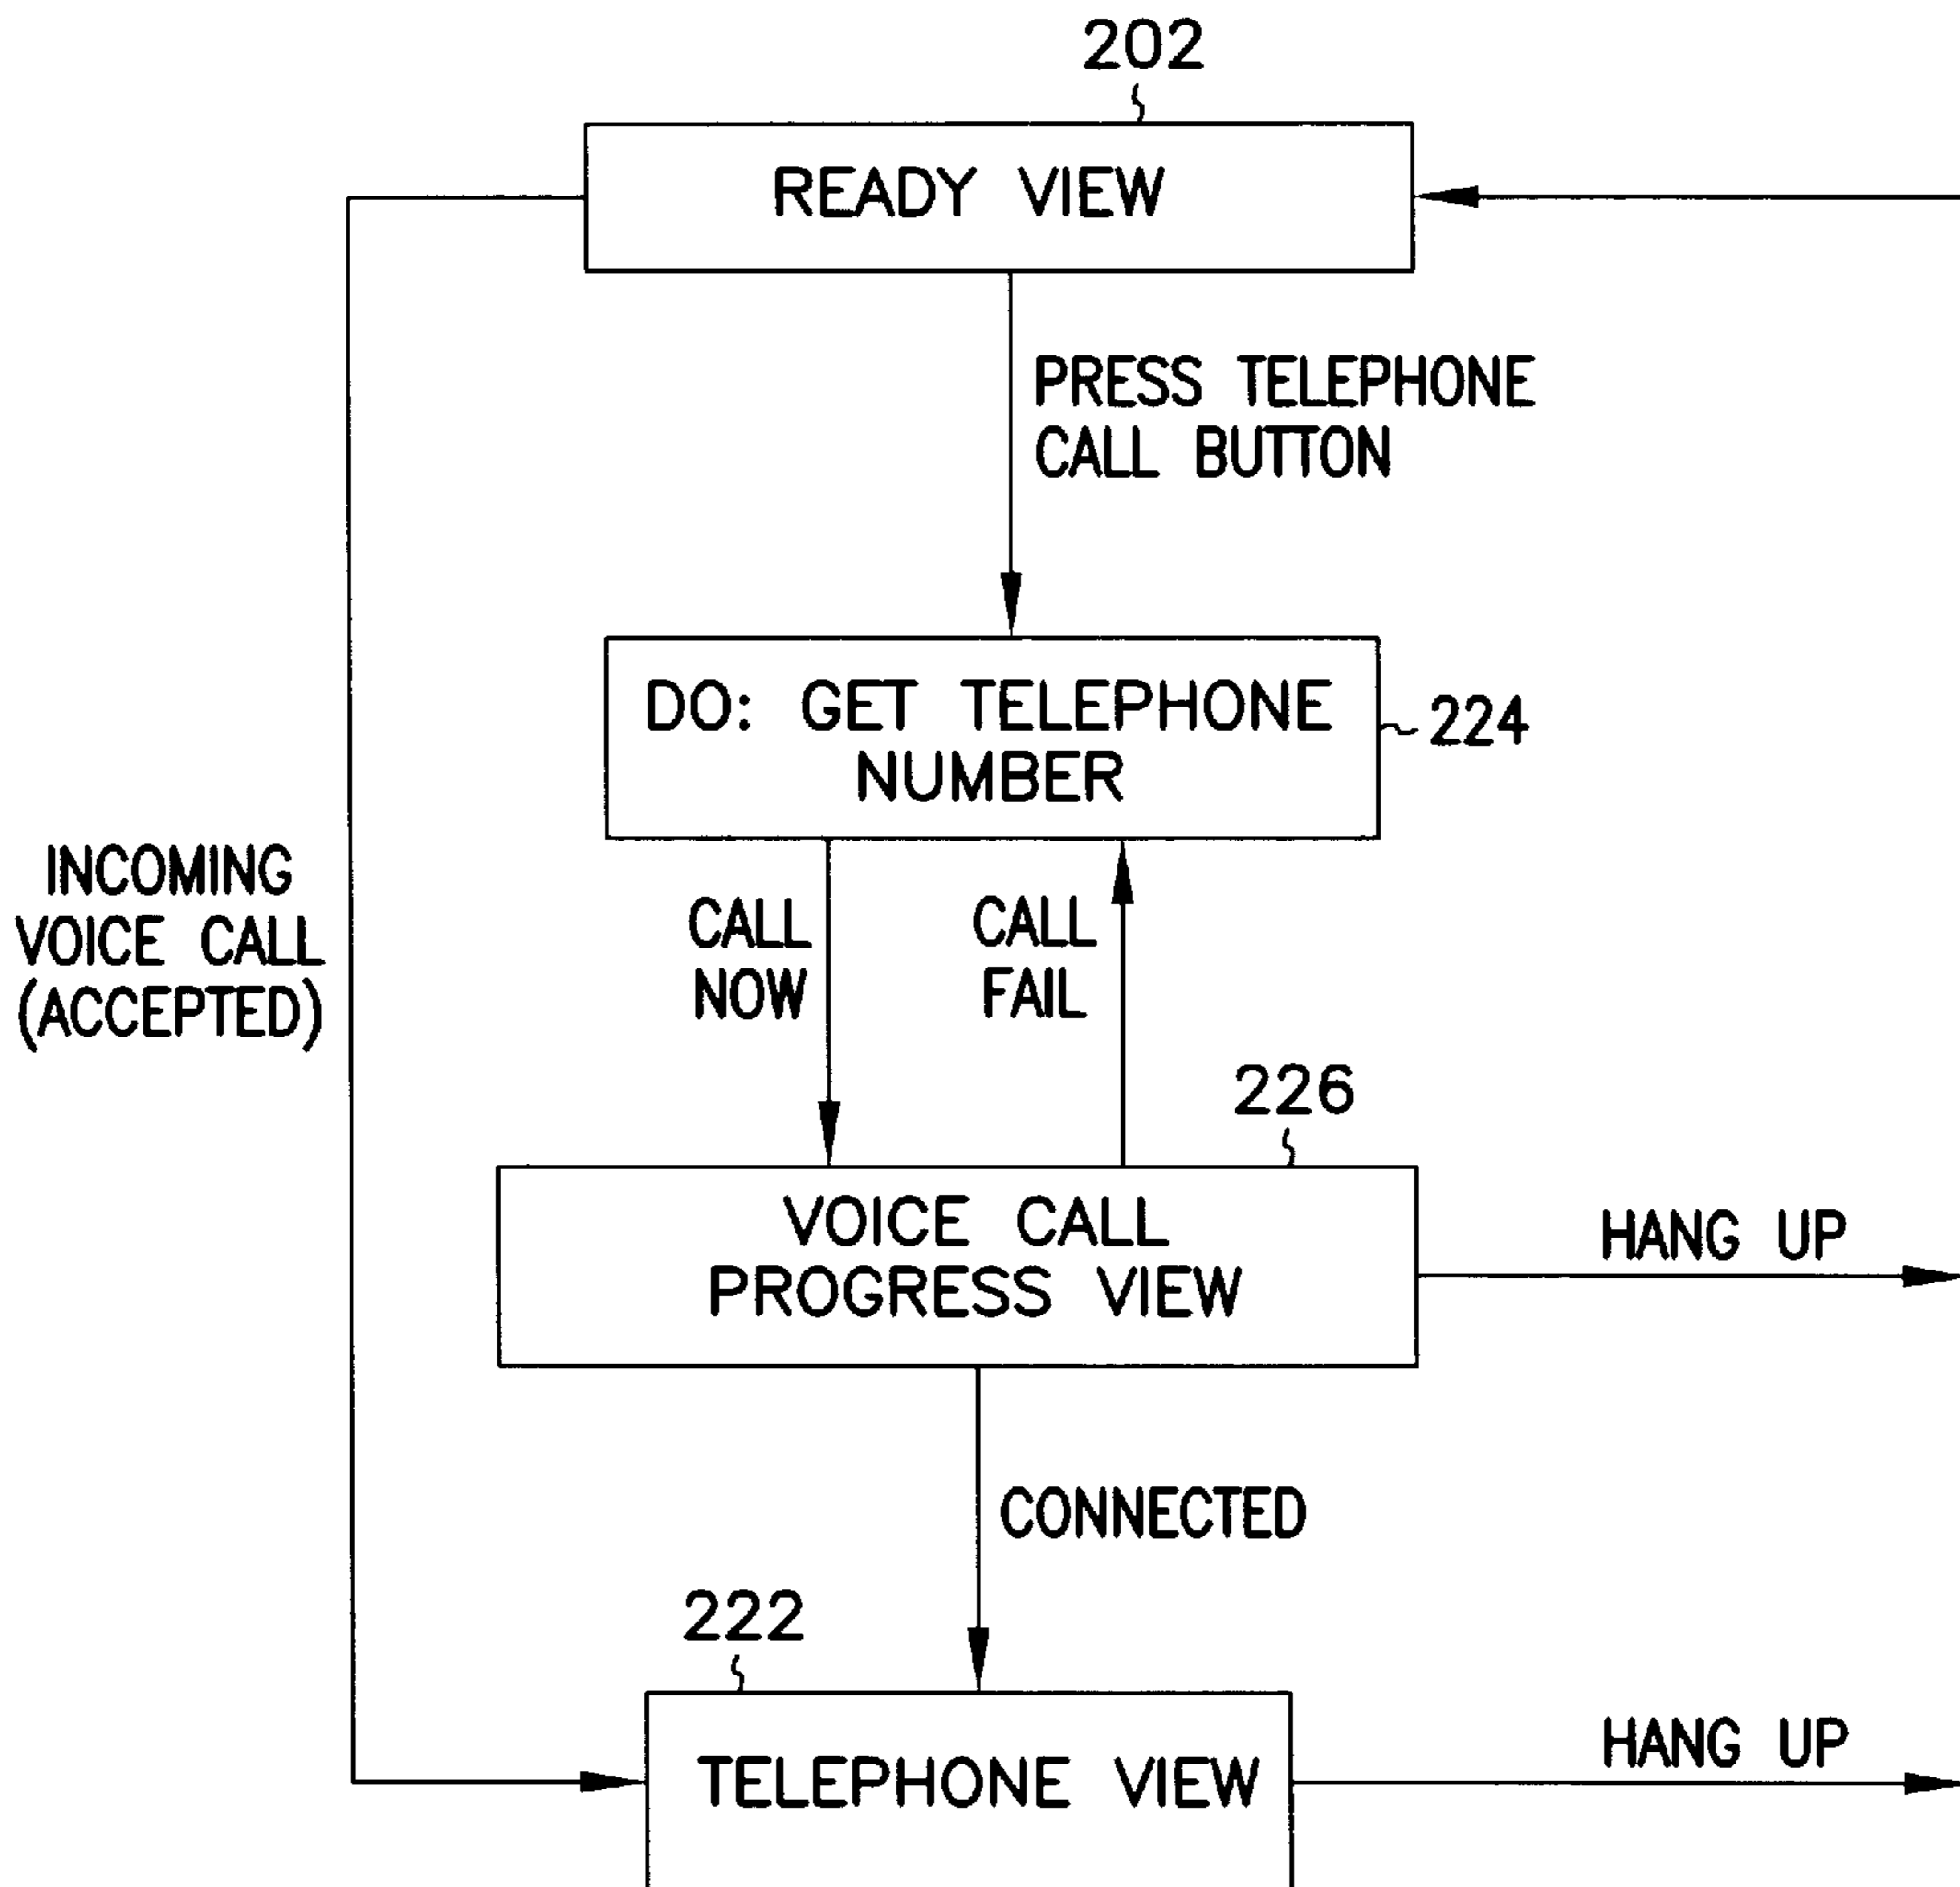 202
READY VIEW
PRESS TELEPHONE
CALL BUTTON
DO: GET TELEPHONE
NUMBER
224
INCOMING
VOICE CALL
(ACCEPTED)
CALL
NOW
CALL
FAIL
226
VOICE CALL
PROGRESS VIEW
HANG UP
CONNECTED
222
TELEPHONE VIEW
HANG UP